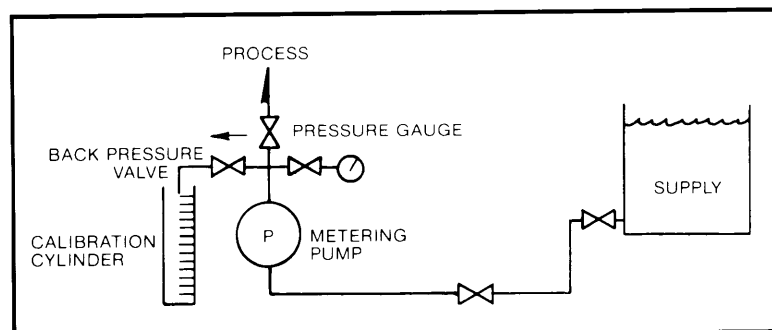 PROCESS
PRESSURE GAUGE
BACK PRESSURE
VALVE
SUPPLY
CALIBRATION
CYLINDER
P
METERING
PUMP